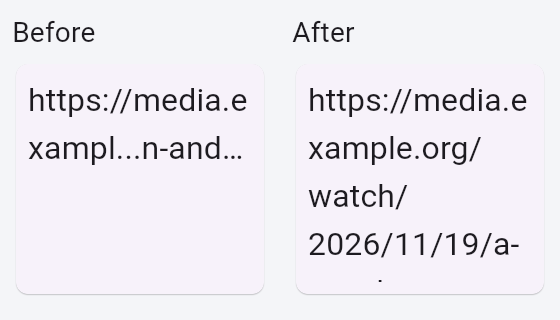 Before
https://media.e
xampl...n-and…
After
https://media.e
xample.org/
watch/
2026/11/19/a-